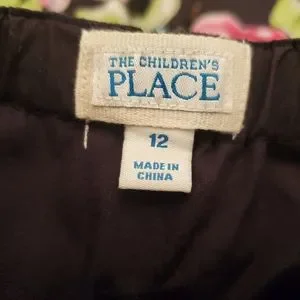 THE CHILDREN'S
PLACE
12
MADE IN
CHINA